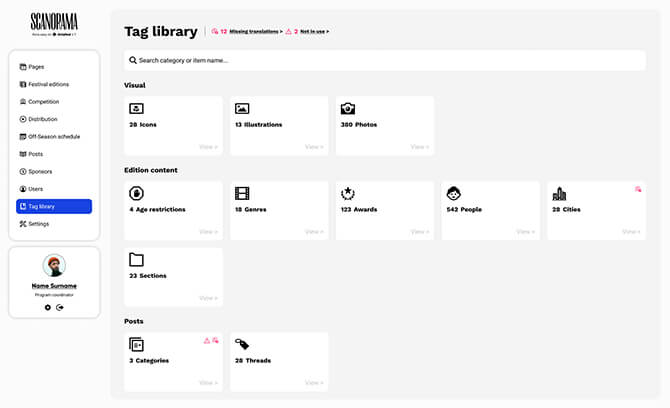 SCANORAMA
Pages
Festival editions
Competition
Distribution
Off-Season schedule
Posts
Sponsors
Users
Tag library
Settings
Name Surname
Program coordinator
Tag library
12 Missing translations >
2 Not in use >
Search category or item name...
Visual
28 Icons
View >
13 Illustrations
View >
380 Photos
View >
Edition content
4 Age restrictions
View >
18 Genres
View >
123 Awards
View >
542 People
View >
28 Cities
View >
23 Sections
View >
Posts
3 Categories
View >
28 Threads
View >